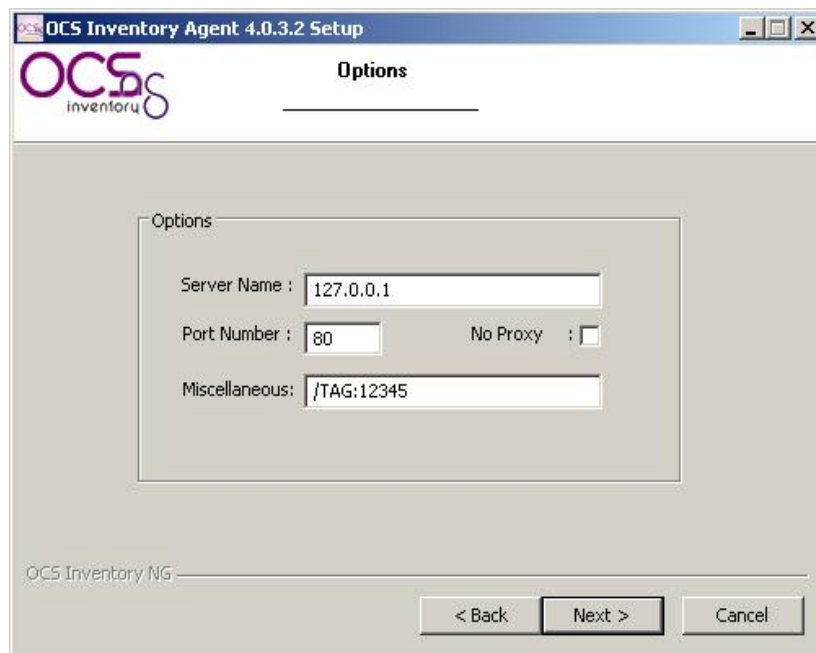 OCS Inventory Agent 4.0.3.2 Setup
OCSng
inventory
Options
Options
Server Name : 127.0.0.1
Port Number : 80 No Proxy :
Miscellaneous: /TAG:12345
OCS Inventory NG
< Back Next > Cancel